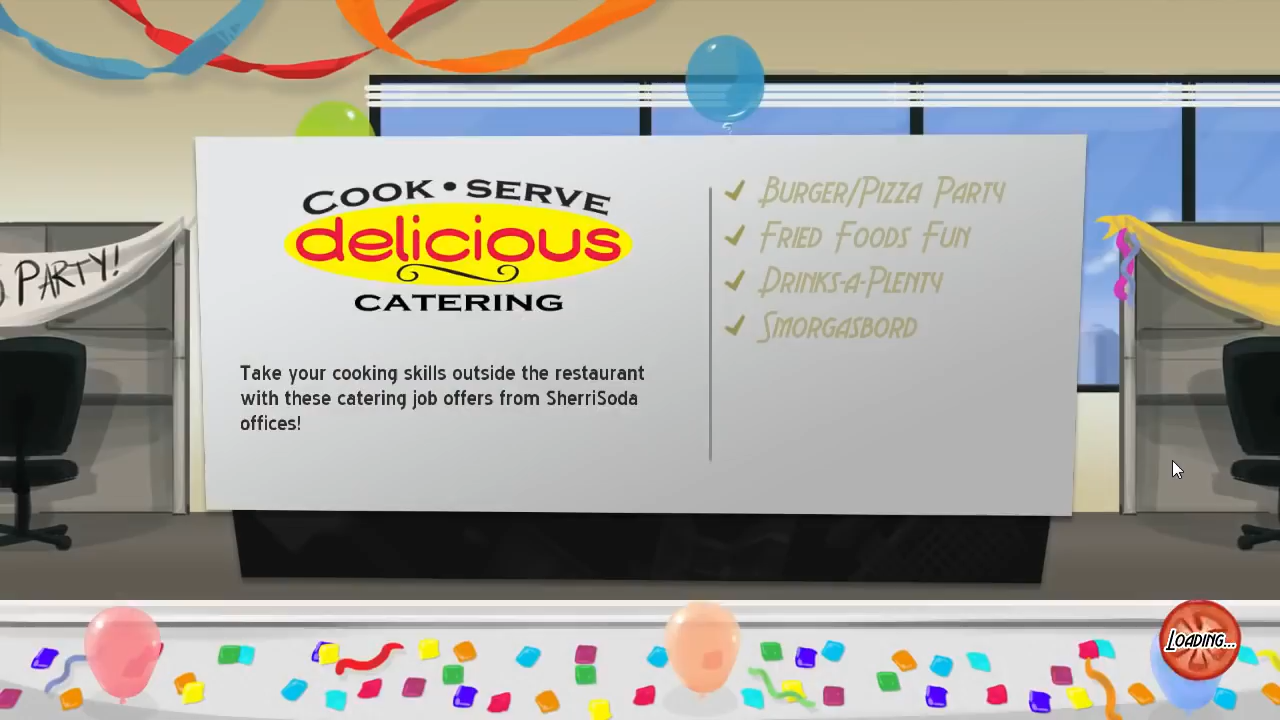 COOK • SERVE
delicious
CATERING
Take your cooking skills outside the restaurant
with these catering job offers from SherriSoda
offices!
BURGER/PIZZA PARTY
FRIED FOODS FUN
DRINKS-A-PLENTY
SMORGASBORD
PARTY!
LOADING...